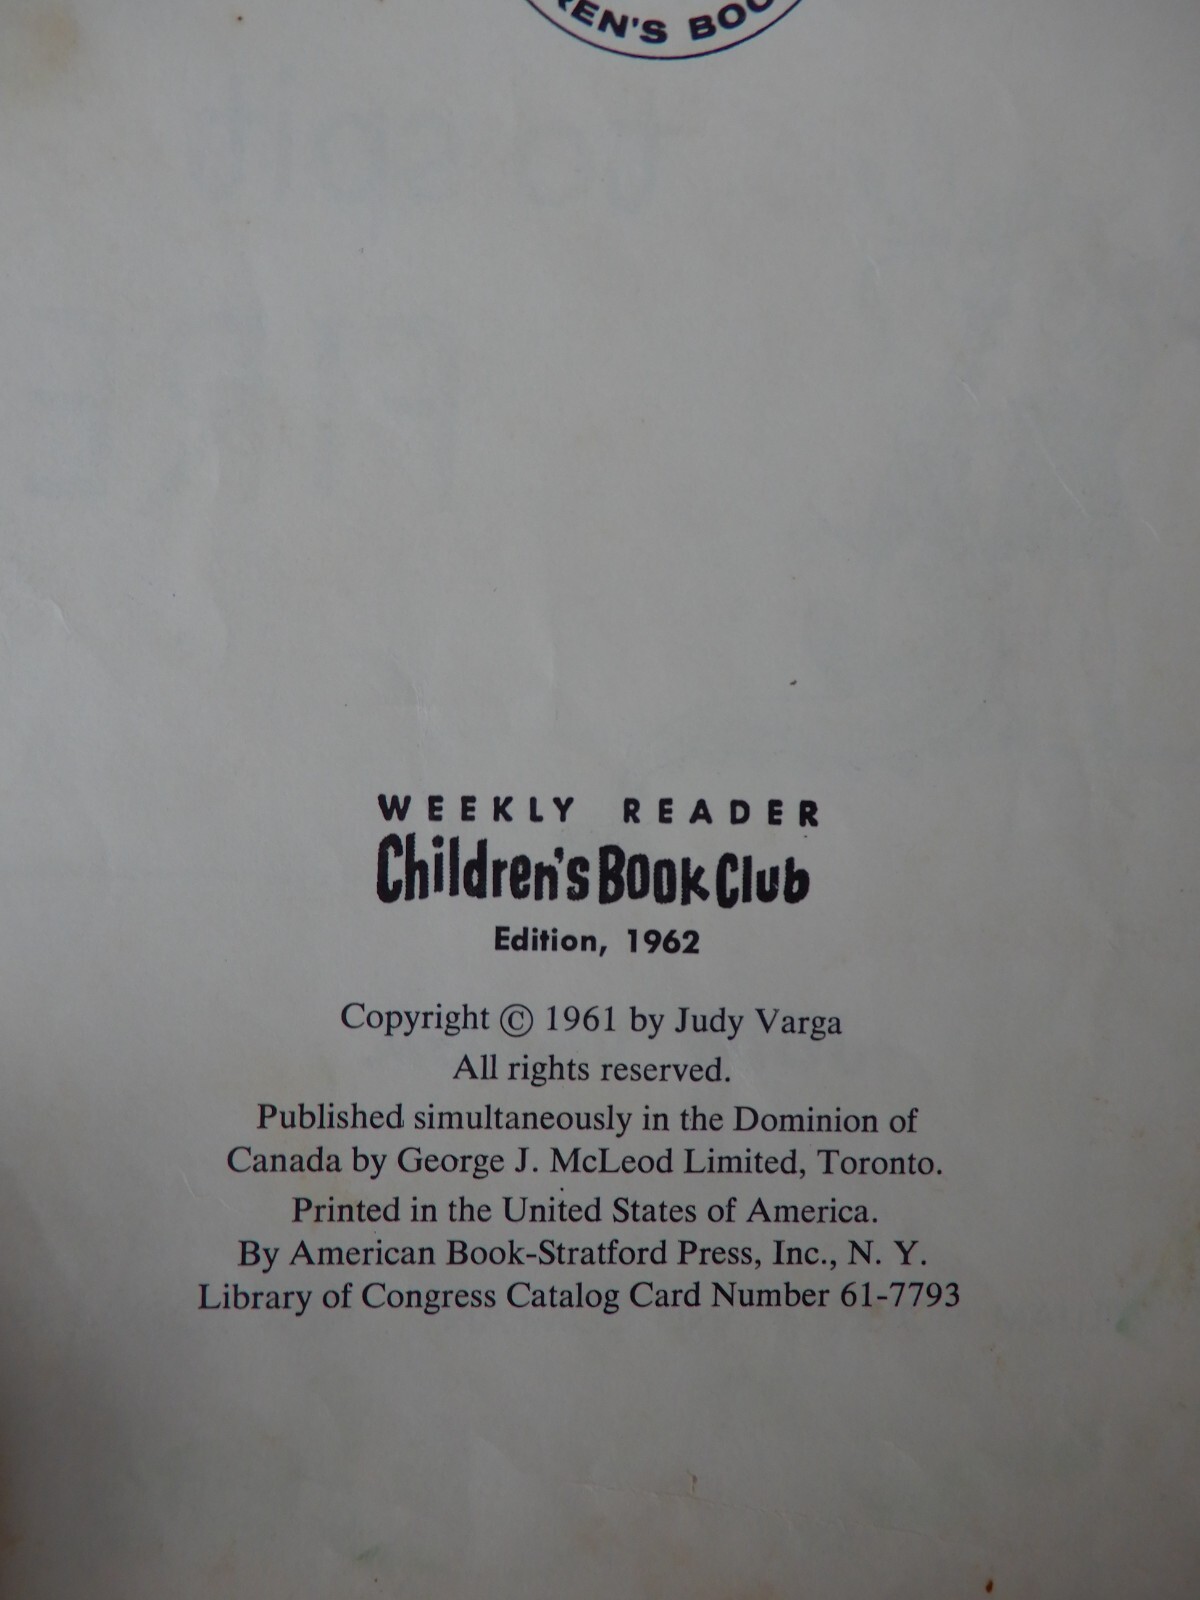 EN'S BOO
WEEKLY READER
Children's Book Club
Edition, 1962
Copyright © 1961 by Judy Varga
All rights reserved.
Published simultaneously in the Dominion of
Canada by George J. McLeod Limited, Toronto.
Printed in the United States of America.
By American Book-Stratford Press, Inc., N. Y.
Library of Congress Catalog Card Number 61-7793